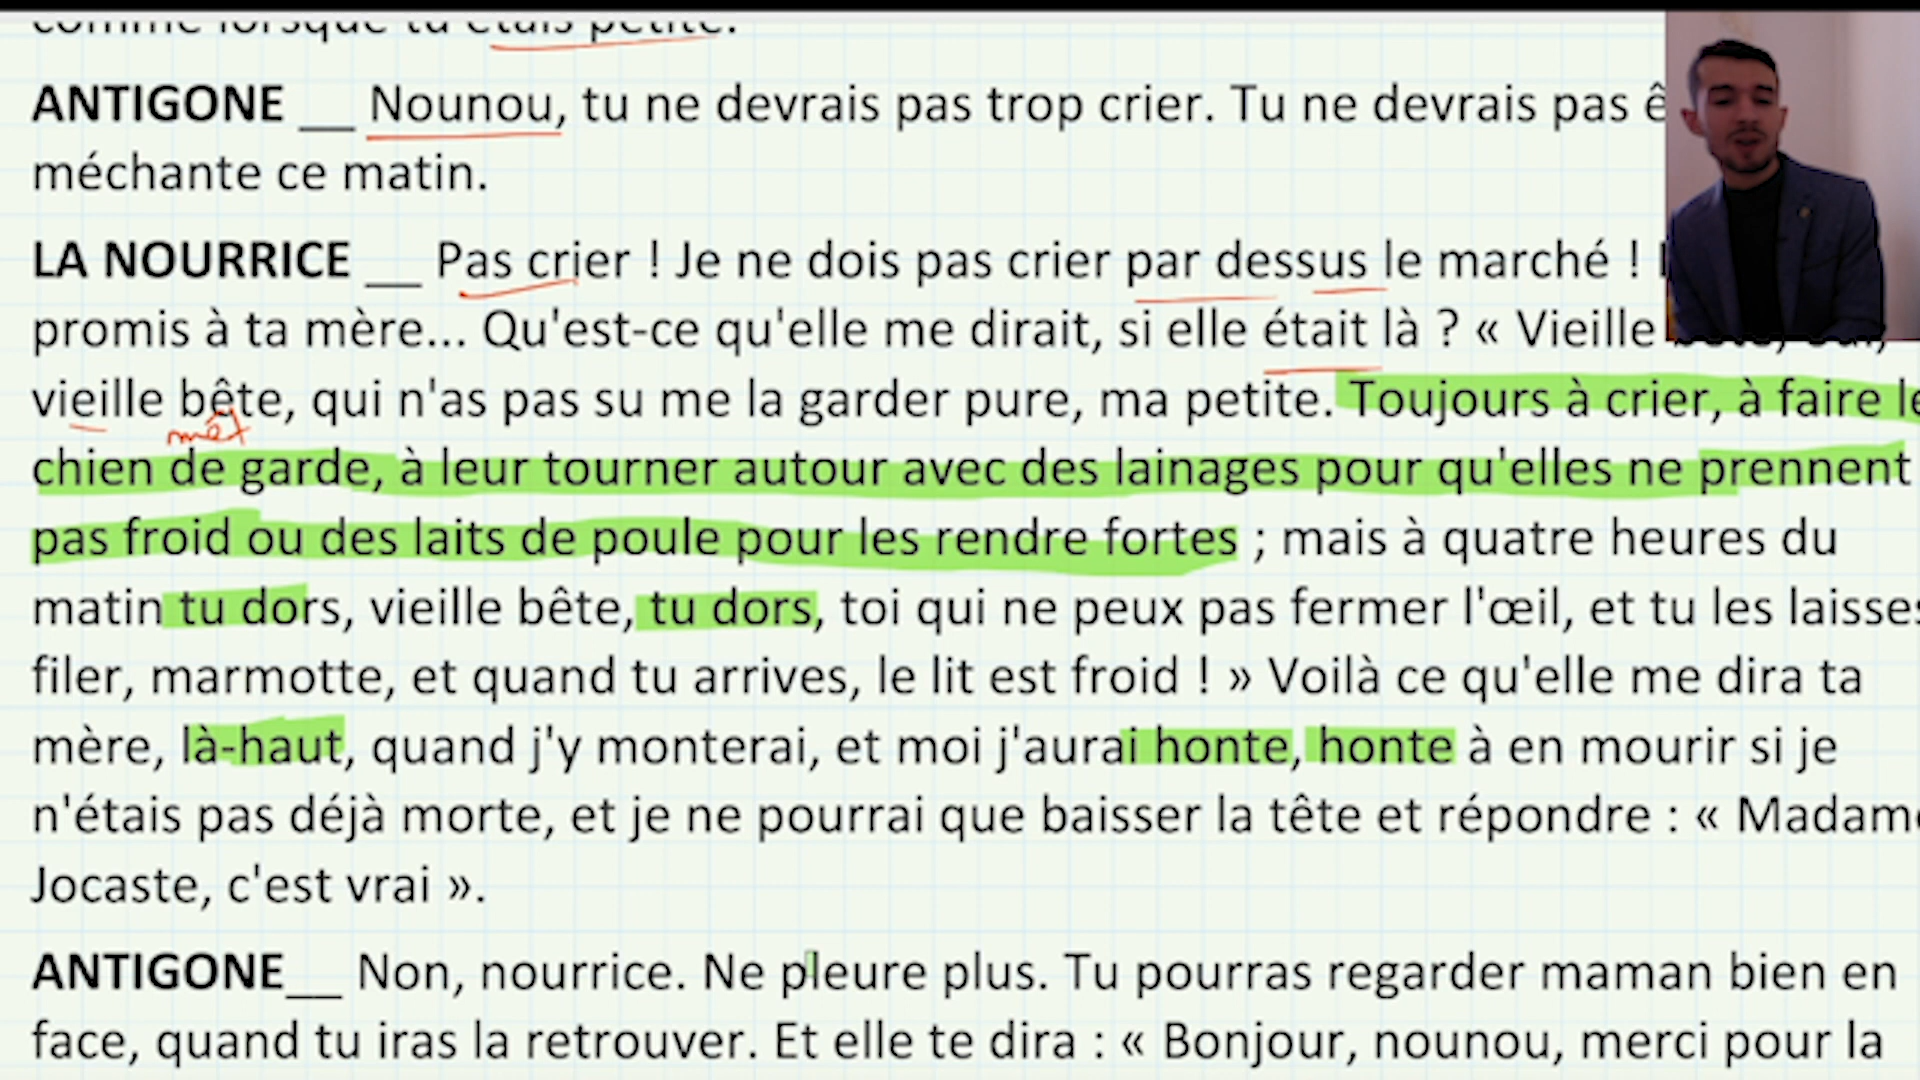 comme lorsque tu étais petite.
ANTIGONE __ Nounou, tu ne devrais pas trop crier. Tu ne devrais pas
méchante ce matin.
LA NOURRICE __ Pas crier ! Je ne dois pas crier par dessus le marché !
promis à ta mère... Qu'est-ce qu'elle me dirait, si elle était là ? « Vieille
vieille bête, qui n'as pas su me la garder pure, ma petite. Toujours à crier, à faire le
mét
chien de garde, à leur tourner autour avec des lainages pour qu'elles ne prennent
pas froid ou des laits de poule pour les rendre fortes ; mais à quatre heures du
matin tu dors, vieille bête, tu dors, toi qui ne peux pas fermer l'œil, et tu les laisses
filer, marmotte, et quand tu arrives, le lit est froid ! » Voilà ce qu'elle me dira ta
mère, là-haut, quand j'y monterai, et moi j'aurai honte, honte à en mourir si je
n'étais pas déjà morte, et je ne pourrai que baisser la tête et répondre : « Madame
Jocaste, c'est vrai ».
ANTIGONE__ Non, nourrice. Ne pleure plus. Tu pourras regarder maman bien en
face, quand tu iras la retrouver. Et elle te dira : « Bonjour, nounou, merci pour la